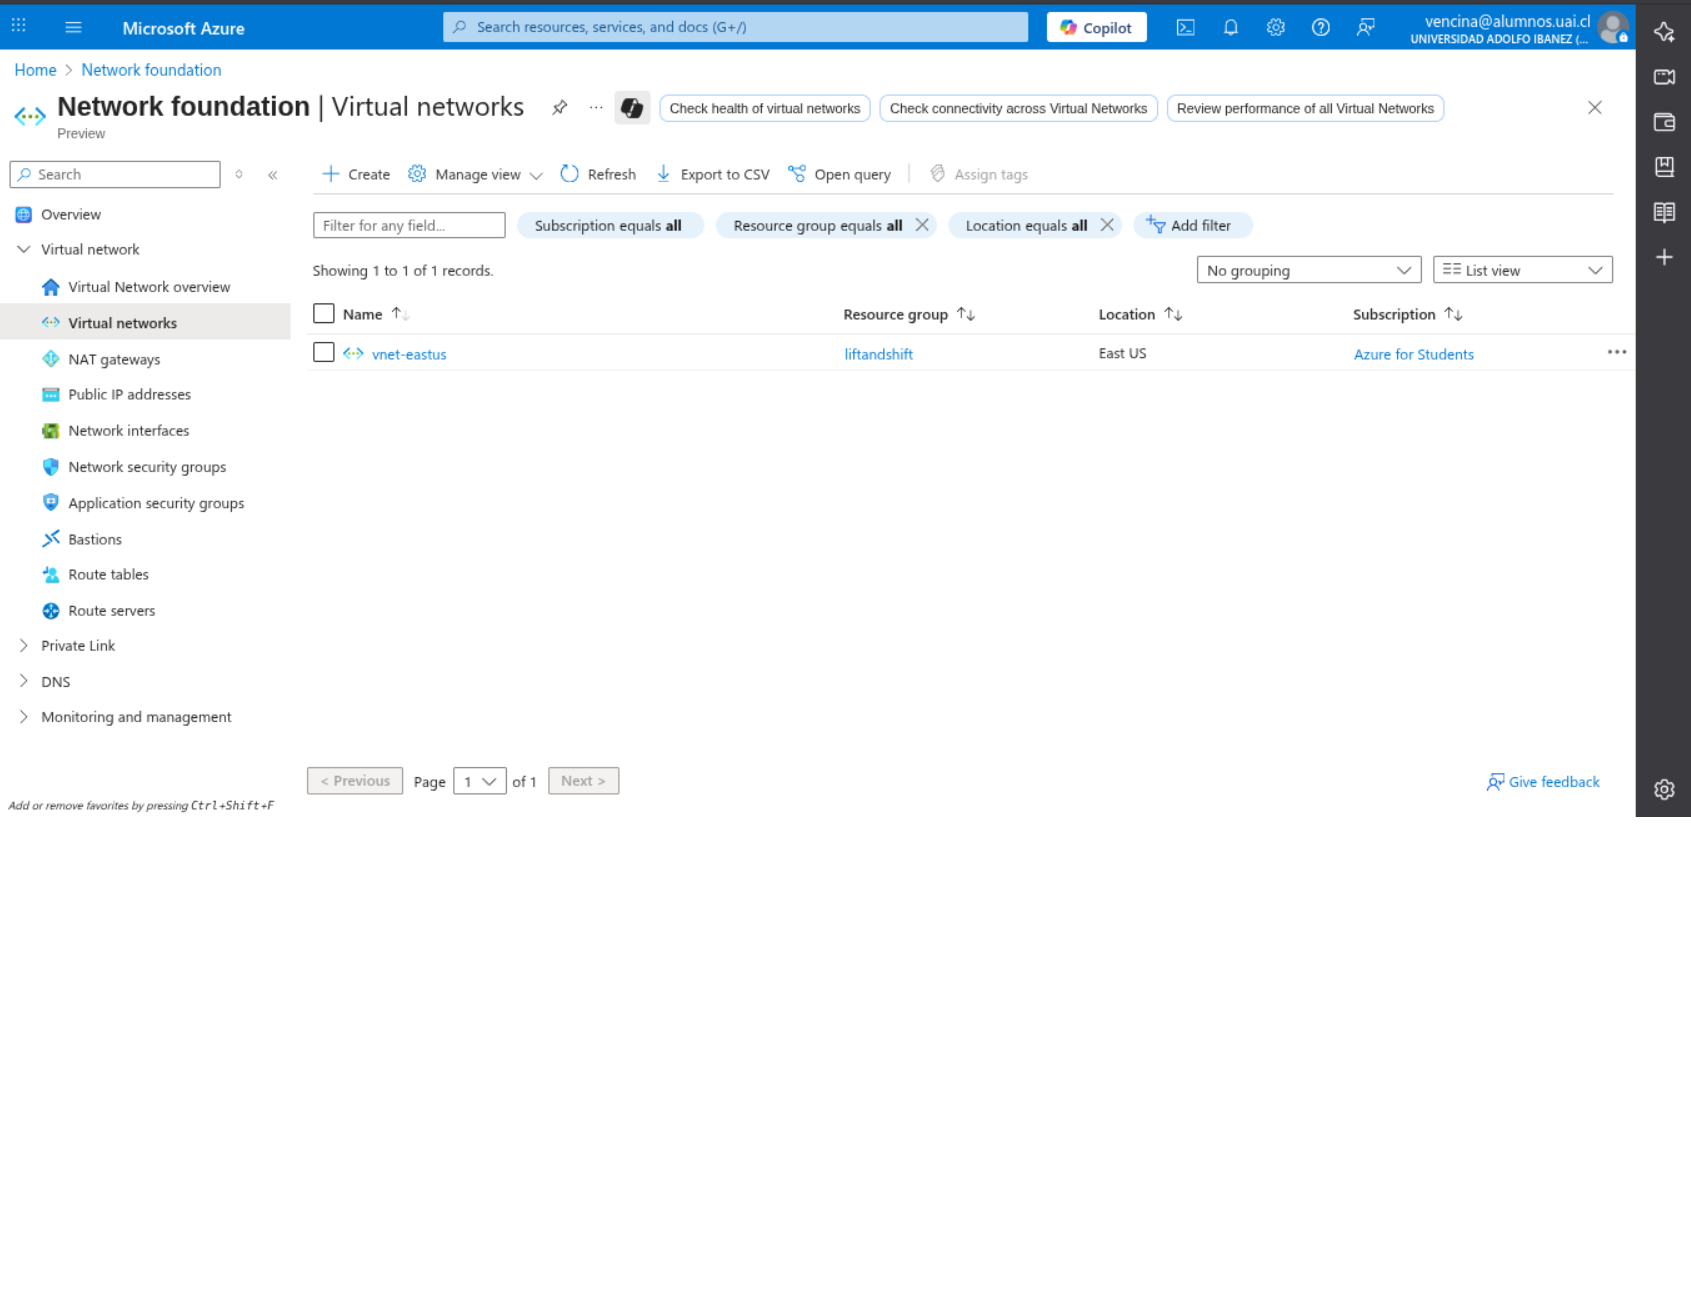 Microsoft Azure
Search resources, services, and docs (G+/)
Copilot
vencina@alumnos.uai.cl
UNIVERSIDAD ADOLFO IBANEZ (...
Home > Network foundation
Network foundation | Virtual networks
Preview
Check health of virtual networks
Check connectivity across Virtual Networks
Review performance of all Virtual Networks
Search
Overview
Virtual network
Virtual Network overview
Virtual networks
NAT gateways
Public IP addresses
Network interfaces
Network security groups
Application security groups
Bastions
Route tables
Route servers
Private Link
DNS
Monitoring and management
Add or remove favorites by pressing Ctrl+Shift+F
Create Manage view Refresh Export to CSV Open query Assign tags
Filter for any field... Subscription equals all Resource group equals all Location equals all Add filter
Showing 1 to 1 of 1 records.
No grouping
List view
Name Resource group Location Subscription
vnet-eastus liftandshift East US Azure for Students
< Previous Page 1 of 1 Next >
Give feedback